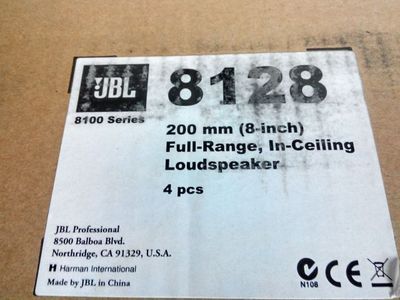 JBL
8128
8100 Series
200 mm (8-inch)
Full-Range, In-Ceiling
Loudspeaker
4 pcs
JBL Professional
8500 Balboa Blvd.
Northridge, CA 91329, U.S.A.
Harman International
Made by JBL in China
CE
N108